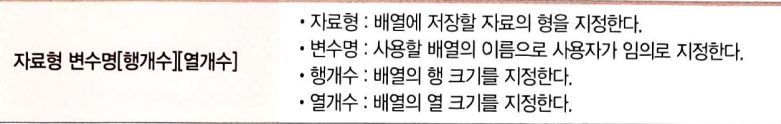 자료형 변수명[행개수][열개수]
• 자료형 : 배열에 저장할 자료의 형을 지정한다.
• 변수명 : 사용할 배열의 이름으로 사용자가 임의로 지정한다.
• 행개수 : 배열의 행 크기를 지정한다.
• 열개수 : 배열의 열 크기를 지정한다.